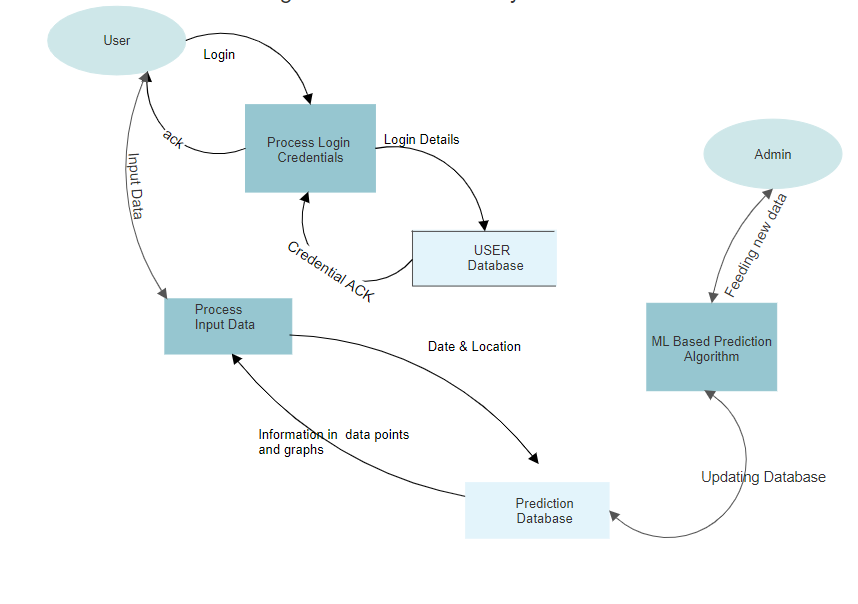 User
Login
ack
Process Login
Credentials
Login Details
Admin
Input Data
Feeding new data
USER
Database
Credential ACK
Process
Input Data
Date & Location
ML Based Prediction
Algorithm
Information in  data points
and graphs
Updating Database
Prediction
Database